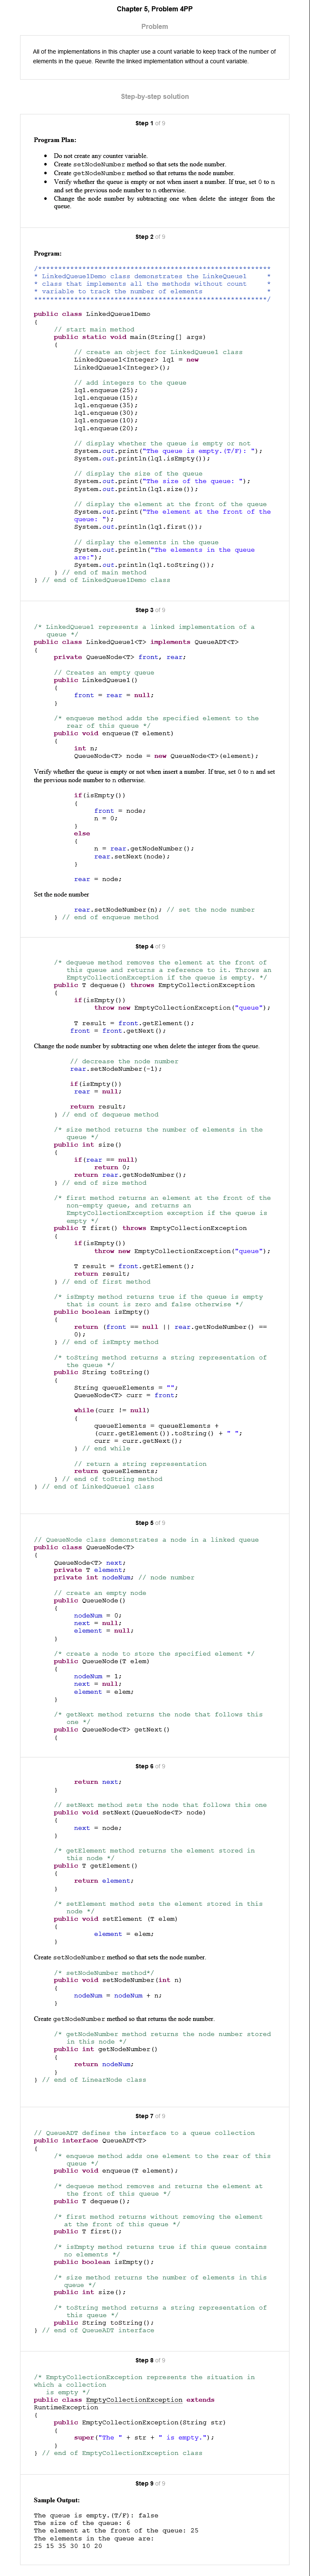 Chapter 5, Problem 4PP
Problem
All of the implementations in this chapter use a count variable to keep track of the number of
elements in the queue. Rewrite the linked implementation without a count variable.
Step-by-step solution
Step 1 of 9
Program Plan:
• Do not create any counter variable.
• Create setNodeNumber method so that sets the node number.
• Create getNodeNumber method so that returns the node number.
• Verify whether the queue is empty or not when insert a number. If true, set 0 to n
and set the previous node number to n otherwise.
• Change the node number by subtracting one when delete the integer from the
queue.
Step 2 of 9
Program:
/************************************************************
* LinkedQueue1Demo class demonstrates the LinkeQueue1 *
* class that implements all the methods without count *
* variable to track the number of elements *
************************************************************/
public class LinkedQueue1Demo
{
// start main method
public static void main(String[] args)
{
// create an object for LinkedQueue1 class
LinkedQueue1<Integer> lq1 = new
LinkedQueue1<Integer>();
// add integers to the queue
lq1.enqueue(25);
lq1.enqueue(15);
lq1.enqueue(35);
lq1.enqueue(30);
lq1.enqueue(10);
lq1.enqueue(20);
// display whether the queue is empty or not
System.out.print("The queue is empty.(T/F): ");
System.out.println(lq1.isEmpty());
// display the size of the queue
System.out.print("The size of the queue: ");
System.out.println(lq1.size());
// display the element at the front of the queue
System.out.print("The element at the front of the
queue: ");
System.out.println(lq1.first());
// display the elements in the queue
System.out.println("The elements in the queue
are:");
System.out.println(lq1.toString());
} // end of main method
} // end of LinkedQueue1Demo class
Step 3 of 9
/* LinkedQueue1 represents a linked implementation of a
queue */
public class LinkedQueue1<T> implements QueueADT<T>
{
private QueueNode<T> front, rear;
// Creates an empty queue
public LinkedQueue1()
{
front = rear = null;
}
/* enqueue method adds the specified element to the
rear of this queue */
public void enqueue(T element)
{
int n;
QueueNode<T> node = new QueueNode<T>(element);
Verify whether the queue is empty or not when insert a number. If true, set 0 to n and set
the previous node number to n otherwise.
if(isEmpty())
{
front = node;
n = 0;
}
else
{
n = rear.getNodeNumber();
rear.setNext(node);
}
rear = node;
Set the node number
rear.setNodeNumber(n); // set the node number
} // end of enqueue method
Step 4 of 9
/* dequeue method removes the element at the front of
this queue and returns a reference to it. Throws an
EmptyCollectionException if the queue is empty. */
public T dequeue() throws EmptyCollectionException
{
if(isEmpty())
throw new EmptyCollectionException("queue");
T result = front.getElement();
front = front.getNext();
Change the node number by subtracting one when delete the integer from the queue.
// decrease the node number
rear.setNodeNumber(-1);
if(isEmpty())
rear = null;
return result;
} // end of dequeue method
/* size method returns the number of elements in the
queue */
public int size()
{
if(rear == null)
return 0;
return rear.getNodeNumber();
} // end of size method
/* first method returns an element at the front of the
non-empty queue, and returns an
EmptyCollectionException exception if the queue is
empty */
public T first() throws EmptyCollectionException
{
if(isEmpty())
throw new EmptyCollectionException("queue");
T result = front.getElement();
return result;
} // end of first method
/* isEmpty method returns true if the queue is empty
that is count is zero and false otherwise */
public boolean isEmpty()
{
return (front == null || rear.getNodeNumber() ==
0);
} // end of isEmpty method
/* toString method returns a string representation of
the queue */
public String toString()
{
String queueElements = "";
QueueNode<T> curr = front;
while(curr != null)
{
queueElements = queueElements +
(curr.getElement()).toString() + " ";
curr = curr.getNext();
} // end while
// return a string representation
return queueElements;
} // end of toString method
} // end of LinkedQueue1 class
Step 5 of 9
// QueueNode class demonstrates a node in a linked queue
public class QueueNode<T>
{
QueueNode<T> next;
private T element;
private int nodeNum; // node number
// create an empty node
public QueueNode()
{
nodeNum = 0;
next = null;
element = null;
}
/* create a node to store the specified element */
public QueueNode(T elem)
{
nodeNum = 1;
next = null;
element = elem;
}
/* getNext method returns the node that follows this
one */
public QueueNode<T> getNext()
{
Step 6 of 9
return next;
}
// setNext method sets the node that follows this one
public void setNext(QueueNode<T> node)
{
next = node;
}
/* getElement method returns the element stored in
this node */
public T getElement()
{
return element;
}
/* setElement method sets the element stored in this
node */
public void setElement (T elem)
{
element = elem;
}
Create setNodeNumber method so that sets the node number.
/* setNodeNumber method*/
public void setNodeNumber(int n)
{
nodeNum = nodeNum + n;
}
Create getNodeNumber method so that returns the node number.
/* getNodeNumber method returns the node number stored
in this node */
public int getNodeNumber()
{
return nodeNum;
}
} // end of LinearNode class
Step 7 of 9
// QueueADT defines the interface to a queue collection
public interface QueueADT<T>
{
/* enqueue method adds one element to the rear of this
queue */
public void enqueue(T element);
/* dequeue method removes and returns the element at
the front of this queue */
public T dequeue();
/* first method returns without removing the element
at the front of this queue */
public T first();
/* isEmpty method returns true if this queue contains
no elements */
public boolean isEmpty();
/* size method returns the number of elements in this
queue */
public int size();
/* toString method returns a string representation of
this queue */
public String toString();
} // end of QueueADT interface
Step 8 of 9
/* EmptyCollectionException represents the situation in
which a collection
is empty */
public class EmptyCollectionException extends
RuntimeException
{
public EmptyCollectionException(String str)
{
super("The " + str + " is empty.");
}
} // end of EmptyCollectionException class
Step 9 of 9
Sample Output:
The queue is empty.(T/F): false
The size of the queue: 6
The element at the front of the queue: 25
The elements in the queue are:
25 15 35 30 10 20